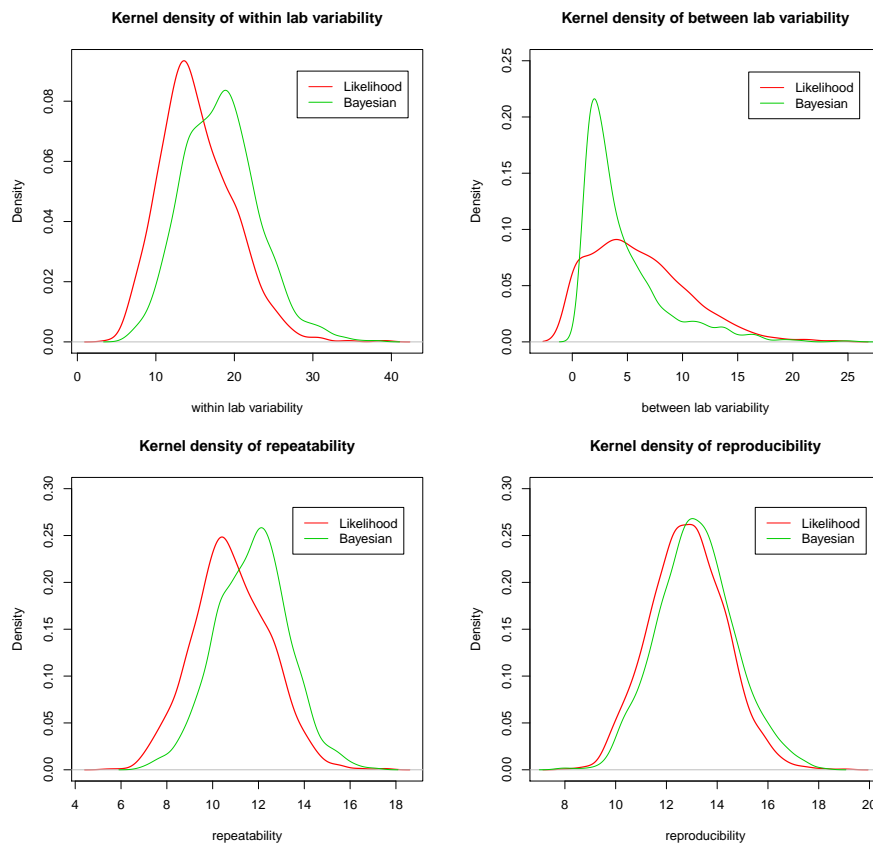 Kernel density of within lab variability
Likelihood
Bayesian
Density
0.00
0.02
0.04
0.06
0.08
0
10
20
30
40
within lab variability
Kernel density of between lab variability
Likelihood
Bayesian
Density
0.00
0.05
0.10
0.15
0.20
0.25
0
5
10
15
20
25
between lab variability
Kernel density of repeatability
Likelihood
Bayesian
Density
0.00
0.05
0.10
0.15
0.20
0.25
0.30
4
6
8
10
12
14
16
18
repeatability
Kernel density of reproducibility
Likelihood
Bayesian
Density
0.00
0.05
0.10
0.15
0.20
0.25
0.30
8
10
12
14
16
18
20
reproducibility